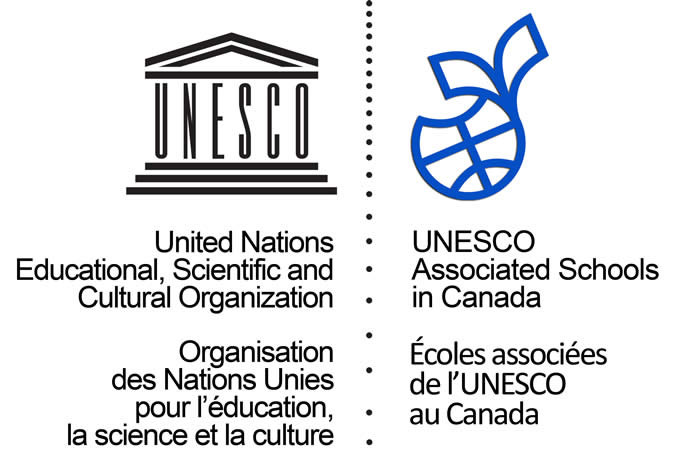 UNESCO
United Nations
Educational, Scientific and
Cultural Organization
Organisation
des Nations Unies
pour l’éducation,
la science et la culture
UNESCO
Associated Schools
in Canada
Écoles associées
de l’UNESCO
au Canada